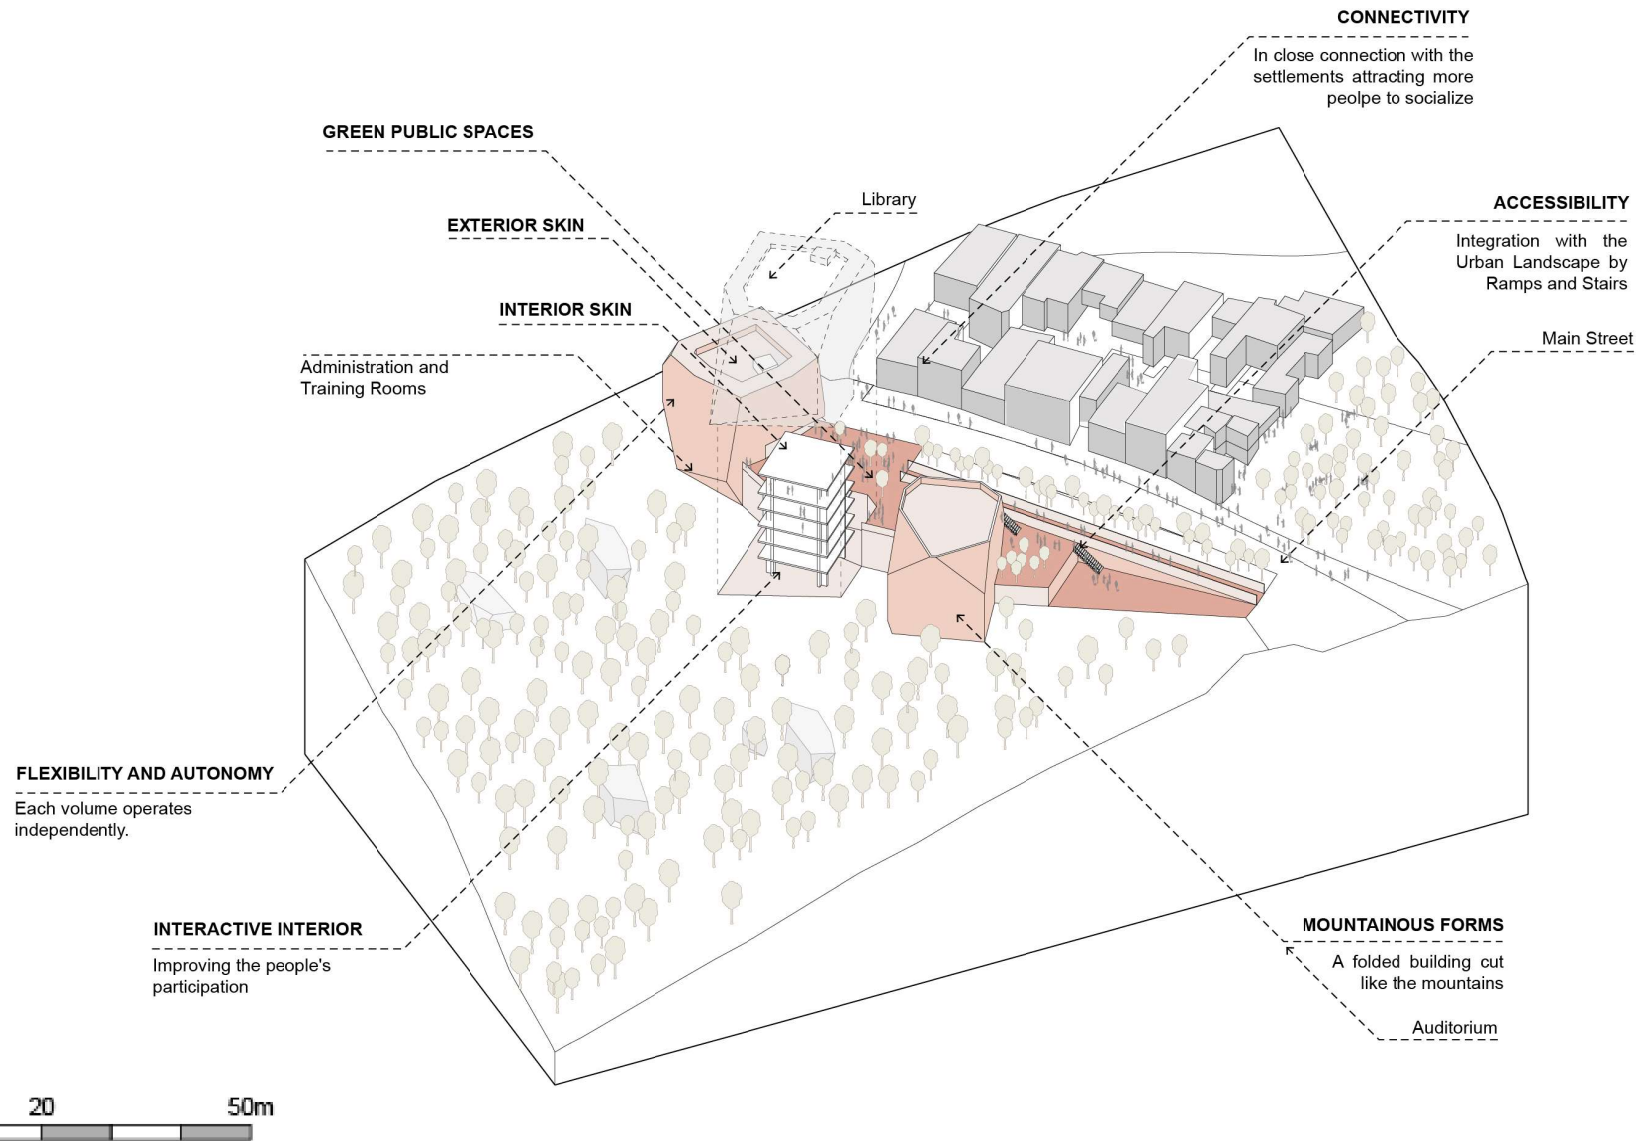 CONNECTIVITY
In close connection with the
settlements attracting more
peolpe to socialize
GREEN PUBLIC SPACES
Library
ACCESSIBILITY
EXTERIOR SKIN
Integration with the
Urban Landscape by
Ramps and Stairs
INTERIOR SKIN
Main Street
Administration and
Training Rooms
FLEXIBILITY AND AUTONOMY
Each volume operates
independently.
INTERACTIVE INTERIOR
Improving the people's
participation
MOUNTAINOUS FORMS
A folded building cut
like the mountains
Auditorium
20 50m